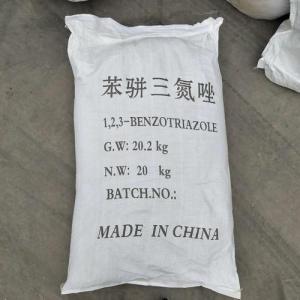 苯骈三氮唑
1,2,3-BENZOTRIAZOLE
G.W: 20.2 kg
N.W: 20 kg
BATCH.NO.:
MADE IN CHINA